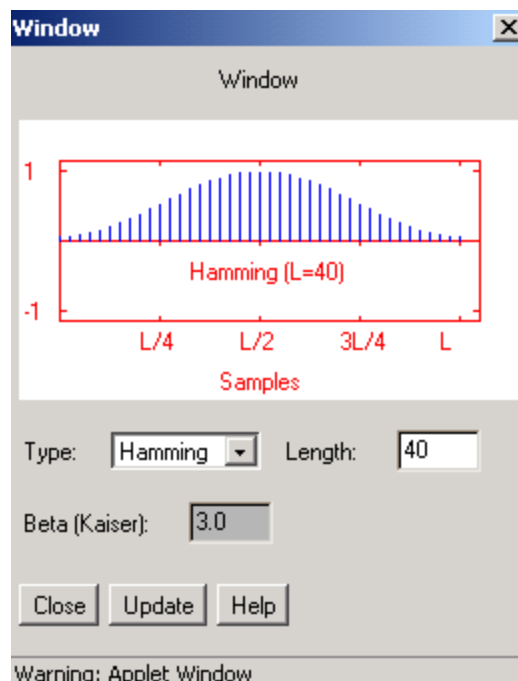 Window
Window
1
Hamming (L=40)
-1
L/4 L/2 3L/4 L
Samples
Type: Hamming Length: 40
Beta (Kaiser): 3.0
Close Update Help
Warning: Applet Window